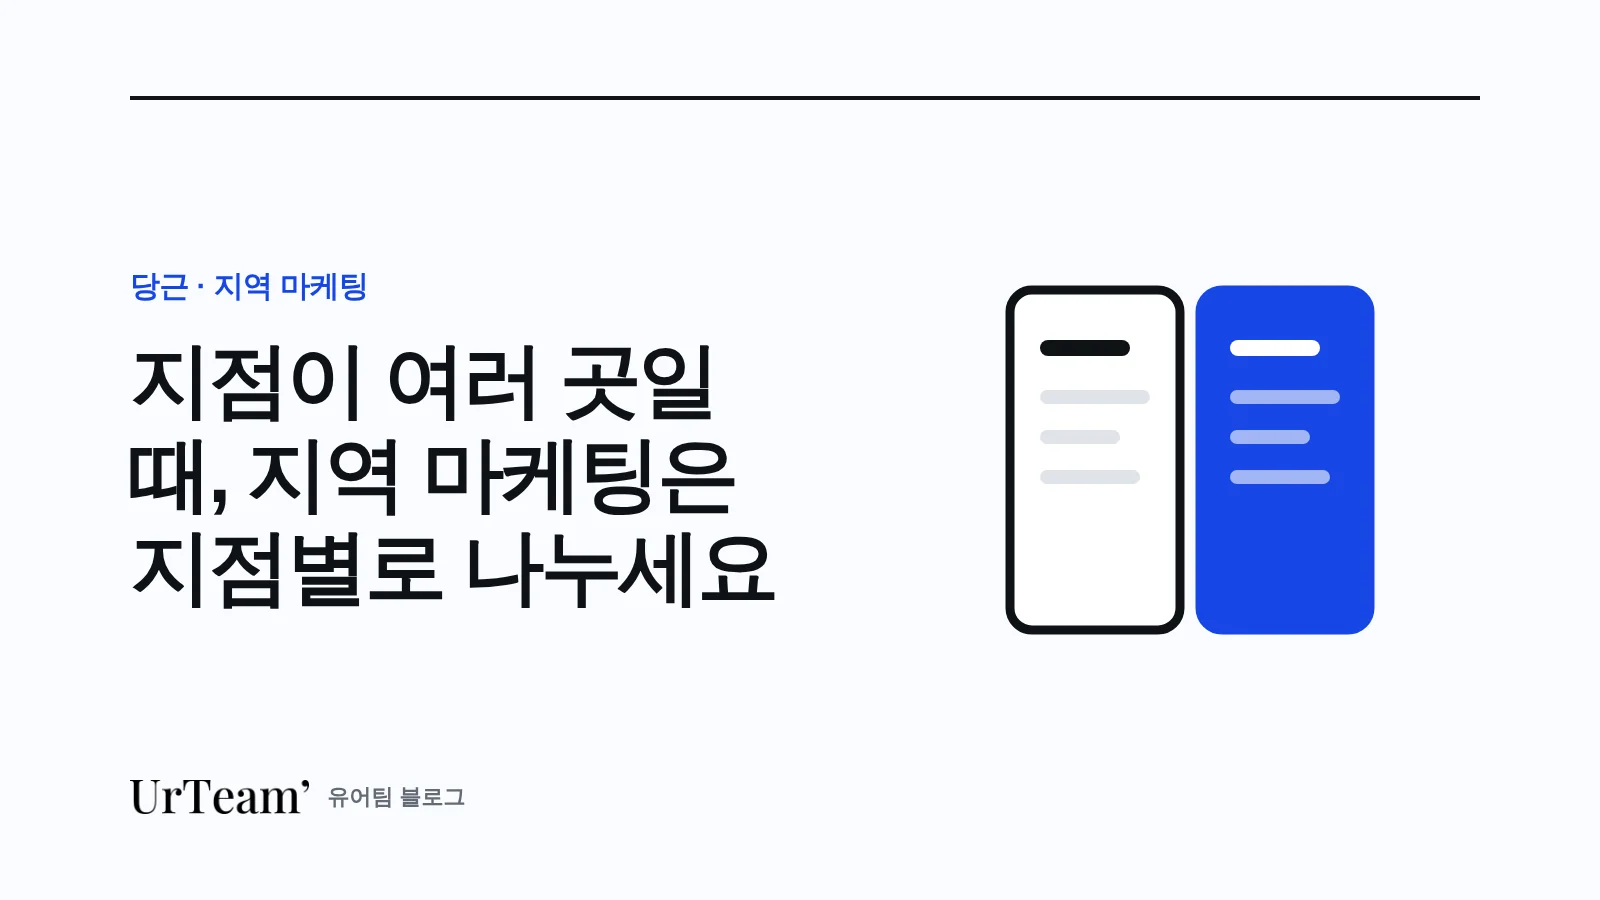 당근 · 지역 마케팅
지점이 여러 곳일
때, 지역 마케팅은
지점별로 나누세요
UrTeam’ 유어팀 블로그